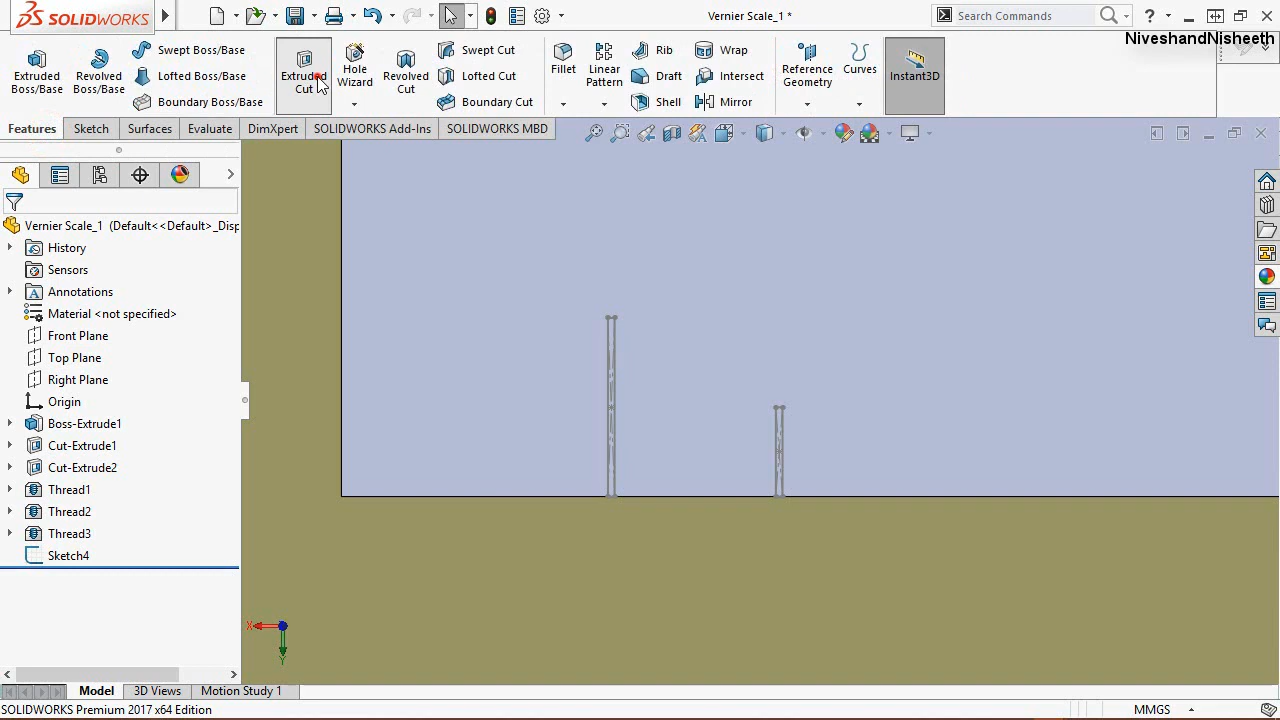 SOLIDWORKS
Vernier Scale_1 *
Search Commands
NiveshandNisheeth
Extruded Boss/Base
Revolved Boss/Base
Swept Boss/Base
Lofted Boss/Base
Boundary Boss/Base
Extruded Cut
Hole Wizard
Revolved Cut
Swept Cut
Lofted Cut
Boundary Cut
Fillet
Linear Pattern
Rib
Draft
Shell
Wrap
Intersect
Mirror
Reference Geometry
Curves
Instant3D
Features
Sketch
Surfaces
Evaluate
DimXpert
SOLIDWORKS Add-Ins
SOLIDWORKS MBD
Vernier Scale_1 (Default<<Default>_Disp
History
Sensors
Annotations
Material <not specified>
Front Plane
Top Plane
Right Plane
Origin
Boss-Extrude1
Cut-Extrude1
Cut-Extrude2
Thread1
Thread2
Thread3
Sketch4
X
Y
Model
3D Views
Motion Study 1
SOLIDWORKS Premium 2017 x64 Edition
MMGS